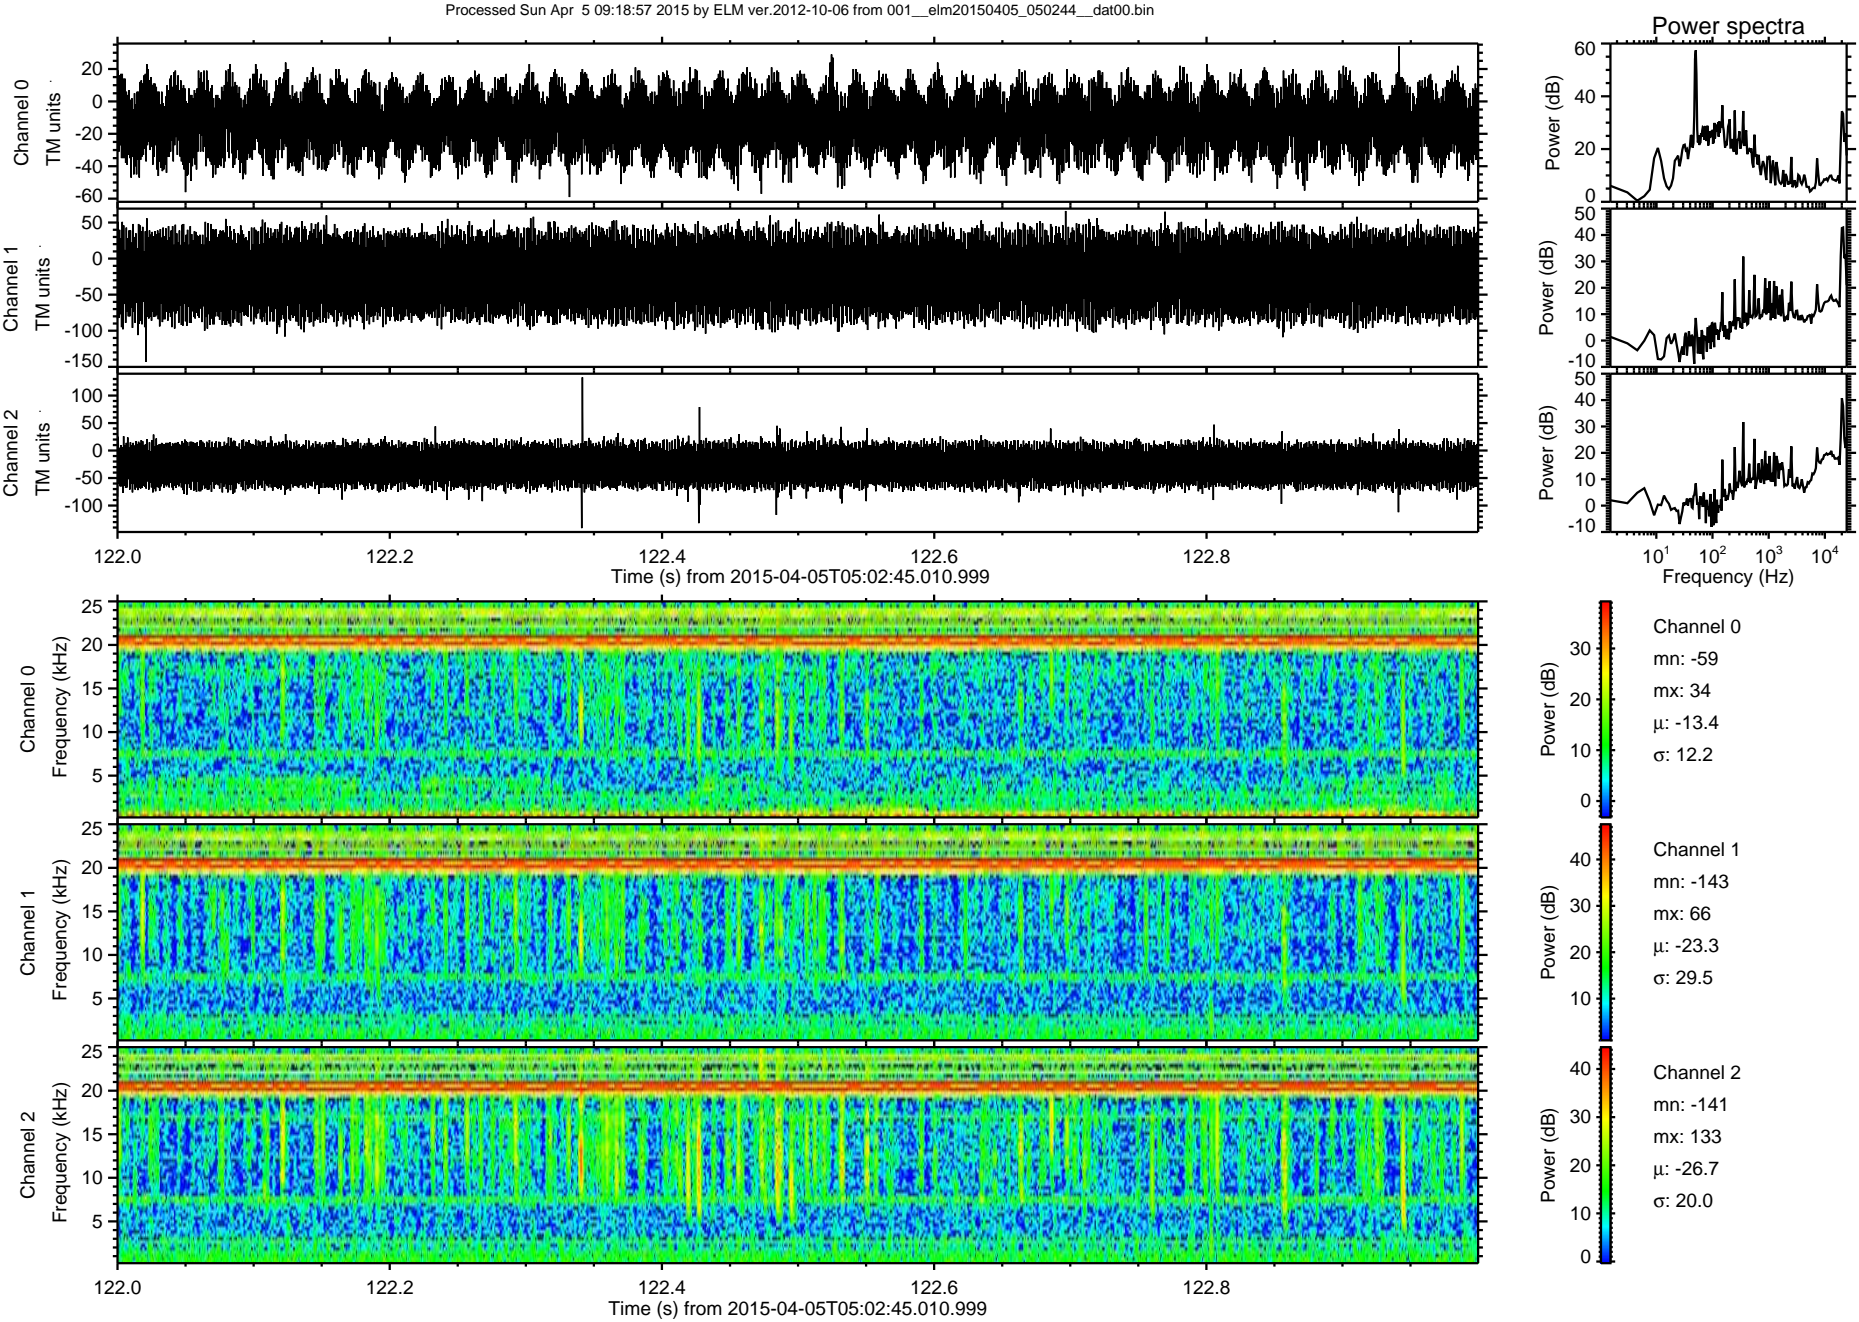 Processed Sun Apr  5 09:18:57 2015 by ELM ver.2012-10-06 from 001__elm20150405_050244__dat00.bin
Power spectra
Channel 0
TM units
20
0
-20
-40
-60
Power (dB)
60
40
20
0
Channel 1
TM units
50
0
-50
-100
-150
Power (dB)
50
40
30
20
10
0
-10
Channel 2
TM units
100
50
0
-50
-100
Power (dB)
50
40
30
20
10
0
-10
122.0 122.2 122.4 122.6 122.8
Time (s) from 2015-04-05T05:02:45.010.999
10^1 10^2 10^3 10^4
Frequency (Hz)
Channel 0
Frequency (kHz)
25
20
15
10
5
Power (dB)
30
20
10
0
Channel 0
mn: -59
mx: 34
μ: -13.4
σ: 12.2
Channel 1
Frequency (kHz)
25
20
15
10
5
Power (dB)
40
30
20
10
Channel 1
mn: -143
mx: 66
μ: -23.3
σ: 29.5
Channel 2
Frequency (kHz)
25
20
15
10
5
Power (dB)
40
30
20
10
0
Channel 2
mn: -141
mx: 133
μ: -26.7
σ: 20.0
122.0 122.2 122.4 122.6 122.8
Time (s) from 2015-04-05T05:02:45.010.999